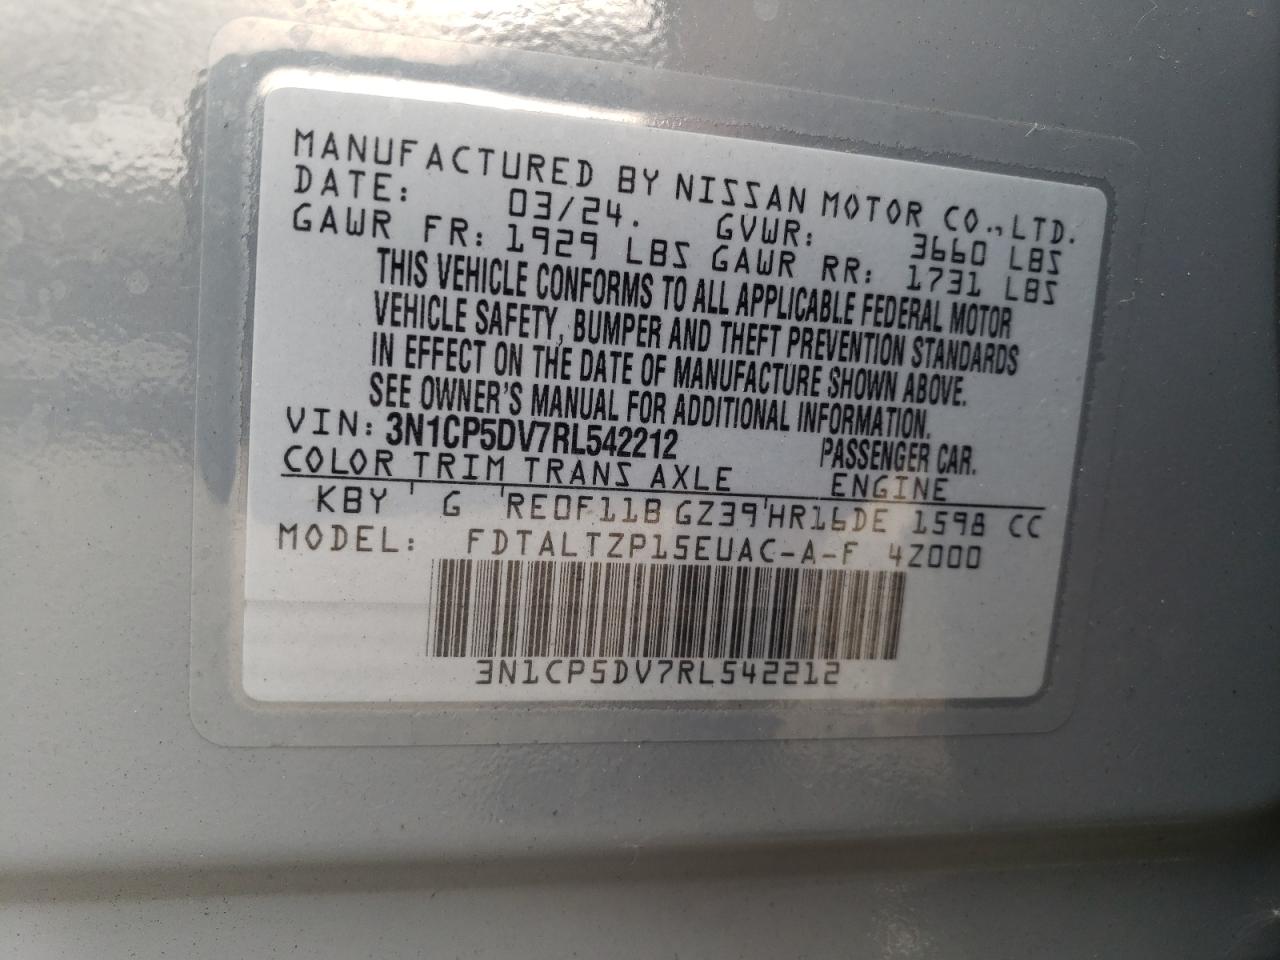 MANUFACTURED BY NISSAN MOTOR CO., LTD.
DATE: 03/24. GVWR: 3660 LBS
GAWR FR: 1929 LBS GAWR RR: 1731 LBS
THIS VEHICLE CONFORMS TO ALL APPLICABLE FEDERAL MOTOR
VEHICLE SAFETY, BUMPER AND THEFT PREVENTION STANDARDS
IN EFFECT ON THE DATE OF MANUFACTURE SHOWN ABOVE.
SEE OWNER'S MANUAL FOR ADDITIONAL INFORMATION.
VIN: 3N1CP5DV7RL542212 PASSENGER CAR.
COLOR TRIM TRANS AXLE ENGINE
KBY ' G ' RE0F11B GZ39 ' HR16DE 1598 CC
MODEL: FDTALTZP15EUAC-A-F 4Z000
3N1CP5DV7RL542212